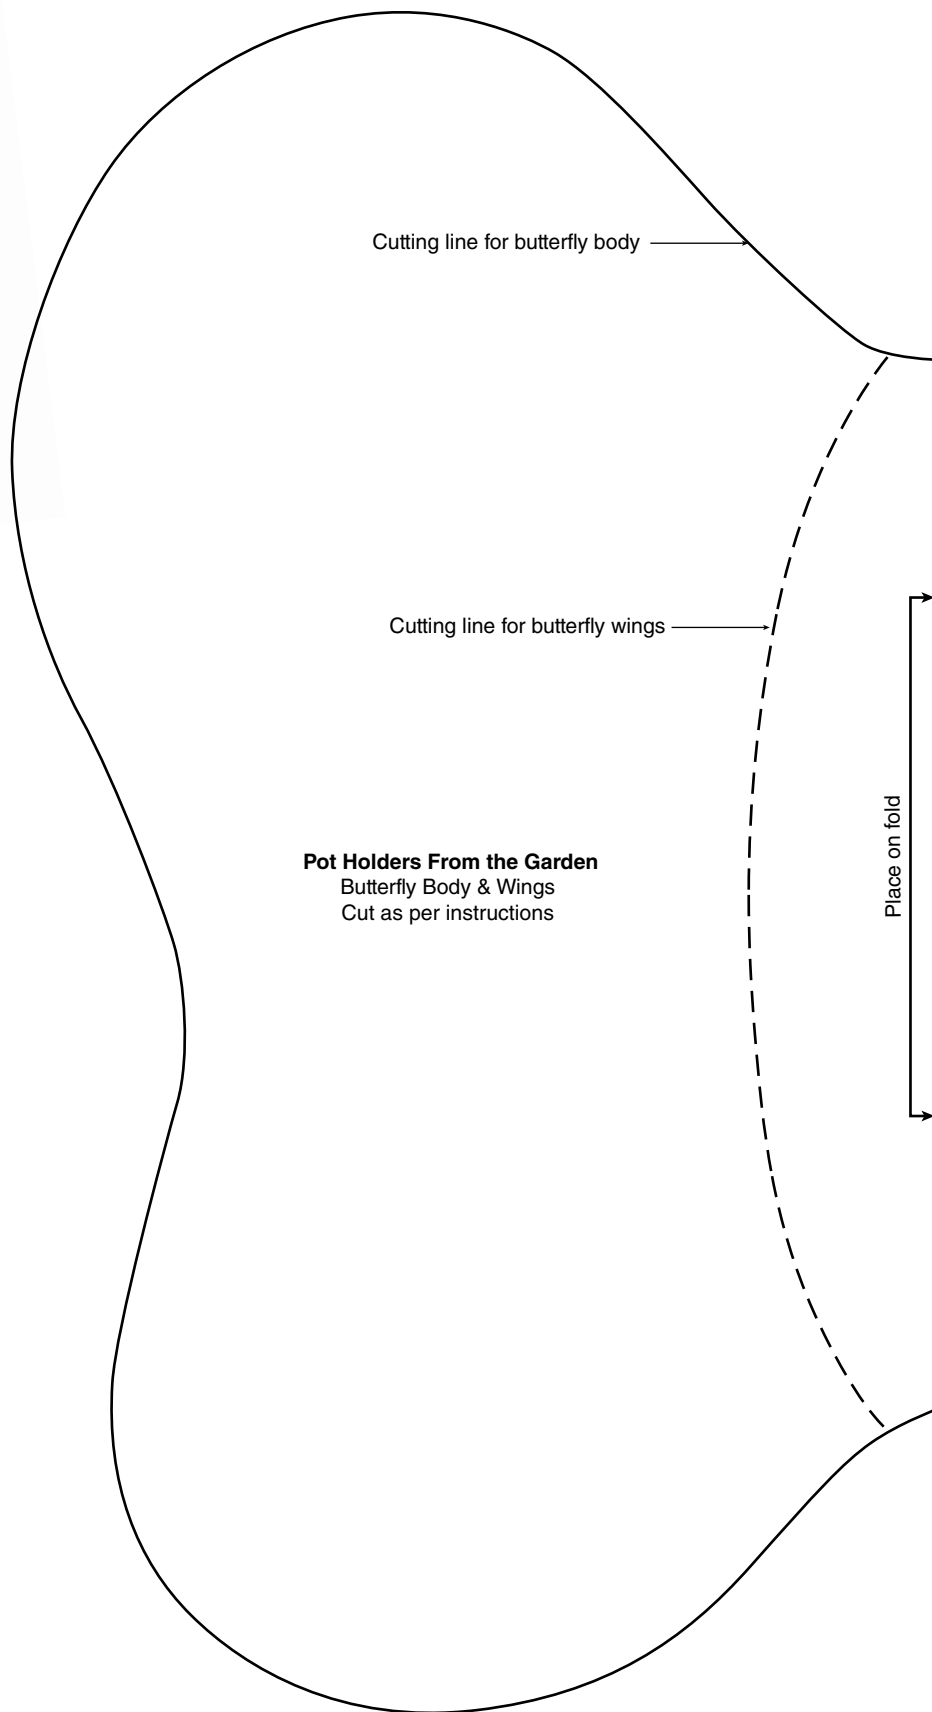 Cutting line for butterfly body
Cutting line for butterfly wings
Place on fold
Pot Holders From the Garden
Butterfly Body & Wings
Cut as per instructions